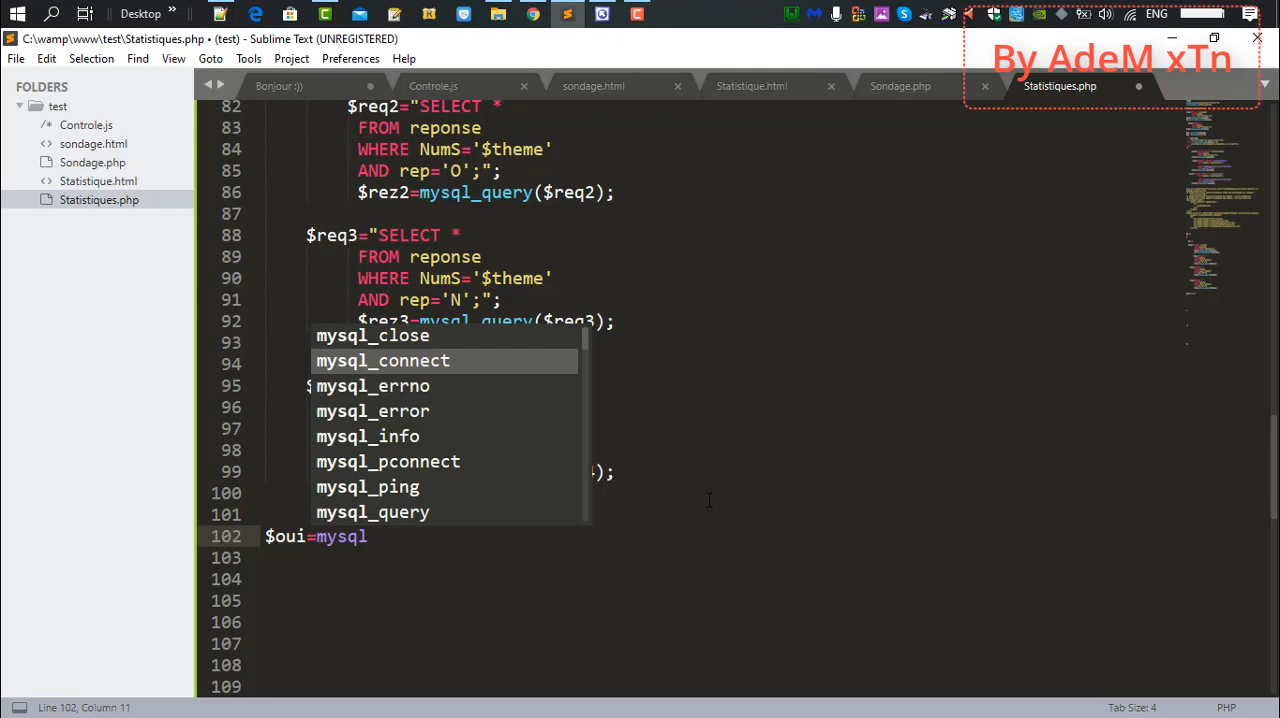 Desktop »
ENG
C:\wamp\www\test\Statistiques.php • (test) - Sublime Text (UNREGISTERED)
By AdeM xTn
File Edit Selection Find View Goto Tools Project Preferences Help
FOLDERS
test
/* Controle.js
<> sondage.html
Sondage.php
<> Statistique.html
Statistiques.php
Bonjour :)) Controle.js sondage.html Statistique.html Sondage.php Statistiques.php
82 $req2="SELECT *
83 FROM reponse
84 WHERE NumS='$theme'
85 AND rep='O';";
86 $rez2=mysql_query($req2);
87
88 $req3="SELECT *
89 FROM reponse
90 WHERE NumS='$theme'
91 AND rep='N';";
92 $rez3=mysql_query($req3);
93
94
95 $
96
97
98
99 );
100
101
102 $oui=mysql
103
104
105
106
107
108
109
mysql_close
mysql_connect
mysql_errno
mysql_error
mysql_info
mysql_pconnect
mysql_ping
mysql_query
Line 102, Column 11 Tab Size: 4 PHP